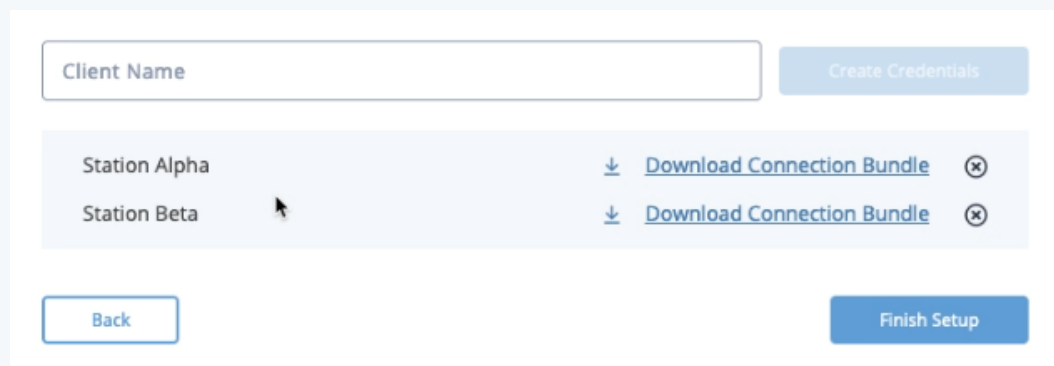 Client Name
Create Credentials
Station Alpha Download Connection Bundle
Station Beta Download Connection Bundle
Back
Finish Setup